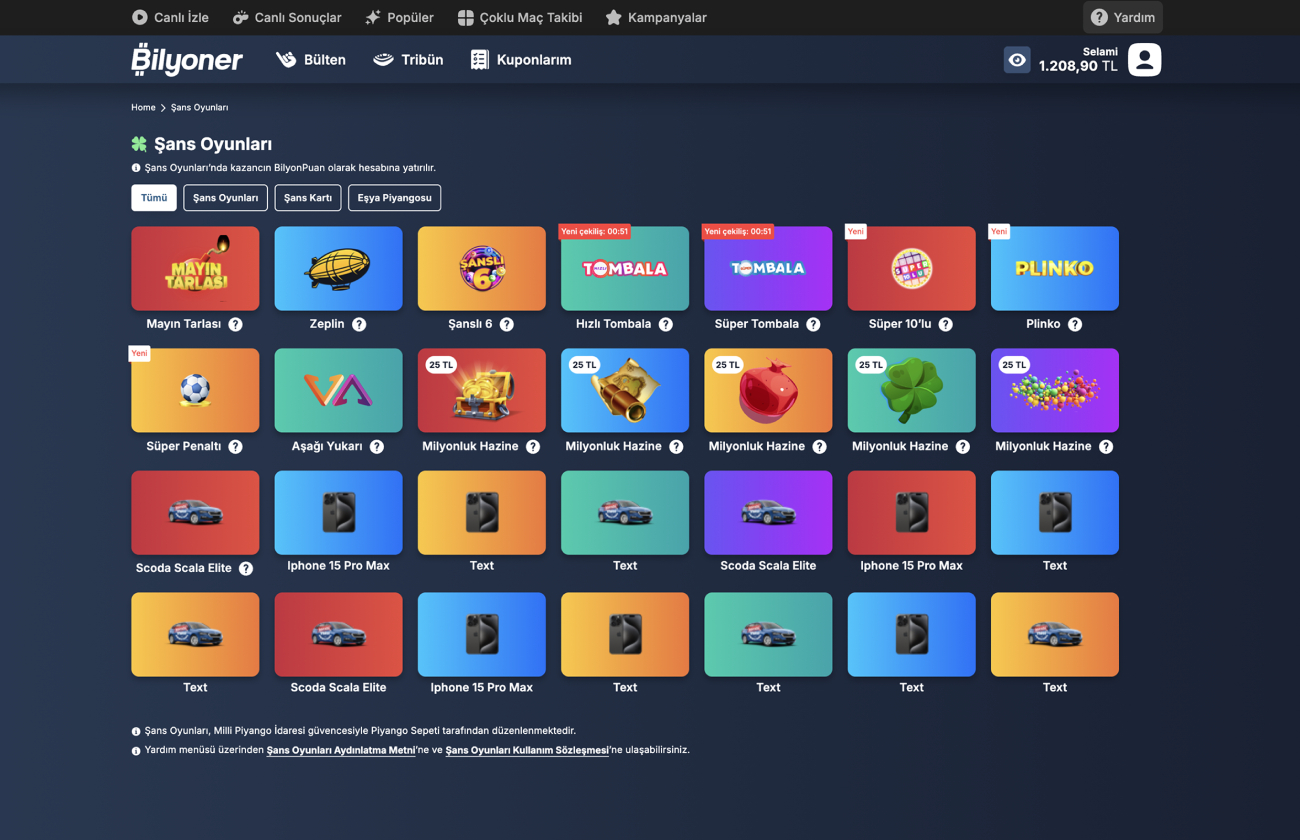 Canlı İzle
Canlı Sonuçlar
Popüler
Çoklu Maç Takibi
Kampanyalar
Yardım
Bilyoner
Bülten
Tribün
Kuponlarım
Selami
1.208,90 TL
Home
Şans Oyunları
Şans Oyunları
Şans Oyunları'nda kazancın BilyonPuan olarak hesabına yatırılır.
Tümü
Şans Oyunları
Şans Kartı
Eşya Piyangosu
MAYIN
TARLASI
ŞANSLI
6
Yeni çekiliş: 00:51
HIZLI
TOMBALA
Yeni çekiliş: 00:51
TOMBALA
Yeni
SÜPER
10'LU
Yeni
PLINKO
Mayın Tarlası
Zeplin
Şanslı 6
Hızlı Tombala
Süper Tombala
Süper 10'lu
Plinko
Yeni
25 TL
25 TL
25 TL
25 TL
25 TL
Süper Penaltı
Aşağı Yukarı
Milyonluk Hazine
Milyonluk Hazine
Milyonluk Hazine
Milyonluk Hazine
Milyonluk Hazine
Scoda Scala Elite
Iphone 15 Pro Max
Text
Text
Scoda Scala Elite
Iphone 15 Pro Max
Text
Text
Scoda Scala Elite
Iphone 15 Pro Max
Text
Text
Text
Text
Şans Oyunları, Milli Piyango İdaresi güvencesiyle Piyango Sepeti tarafından düzenlenmektedir.
Yardım menüsü üzerinden Şans Oyunları Aydınlatma Metni'ne ve Şans Oyunları Kullanım Sözleşmesi'ne ulaşabilirsiniz.